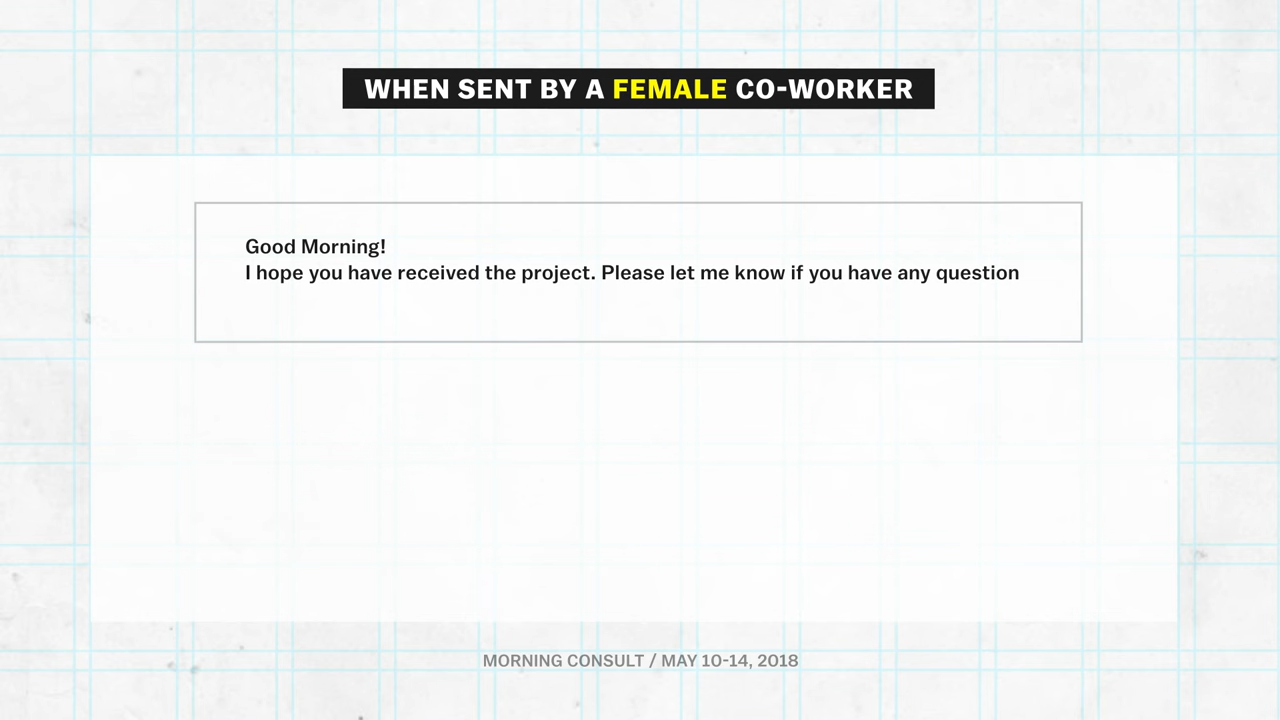 WHEN SENT BY A FEMALE CO-WORKER
Good Morning!
I hope you have received the project. Please let me know if you have any question
MORNING CONSULT / MAY 10-14, 2018